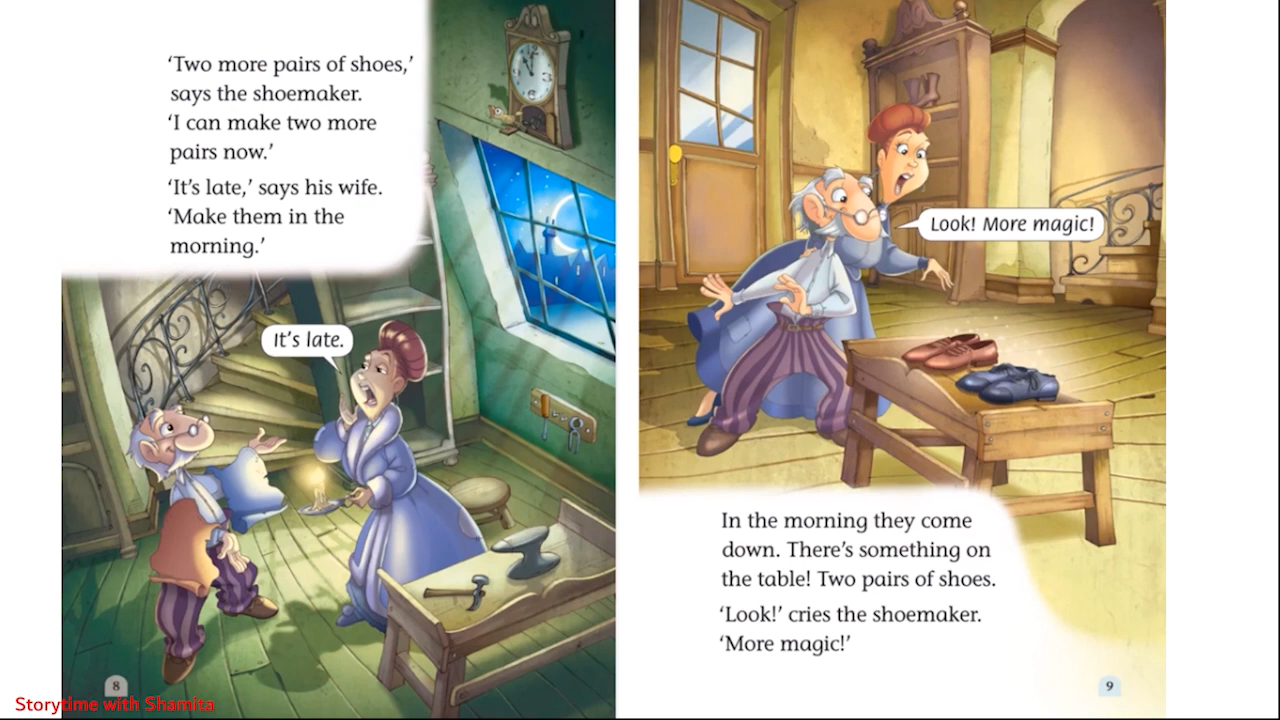 ‘Two more pairs of shoes,’
says the shoemaker.
‘I can make two more
pairs now.’
‘It’s late,’ says his wife.
‘Make them in the
morning.’
It’s late.
8
Storytime with Shamita
Look! More magic!
In the morning they come
down. There’s something on
the table! Two pairs of shoes.
‘Look!’ cries the shoemaker.
‘More magic!’
9